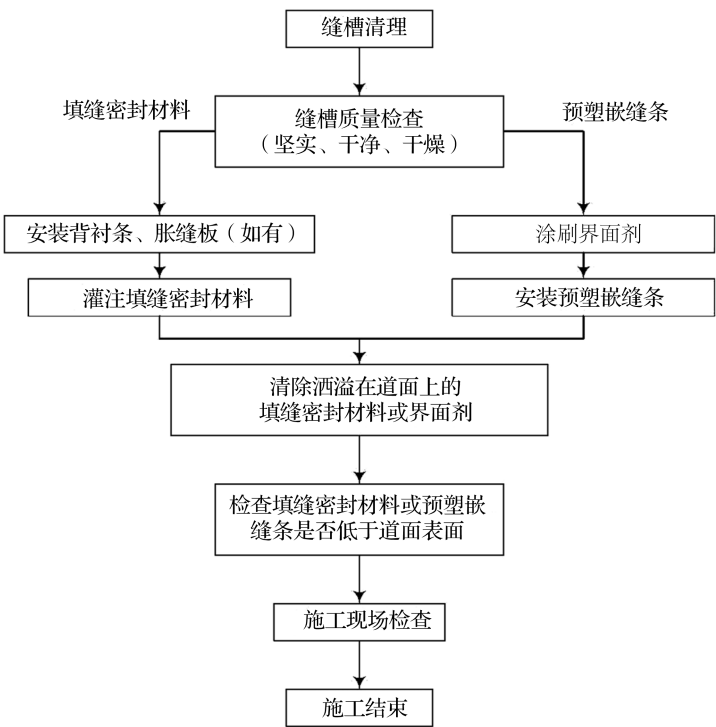 缝槽清理
填缝密封材料
预塑嵌缝条
缝槽质量检查
（坚实、干净、干燥）
安装背衬条、胀缝板（如有）
涂刷界面剂
灌注填缝密封材料
安装预塑嵌缝条
清除洒溢在道面上的
填缝密封材料或界面剂
检查填缝密封材料或预塑嵌
缝条是否低于道面表面
施工现场检查
施工结束